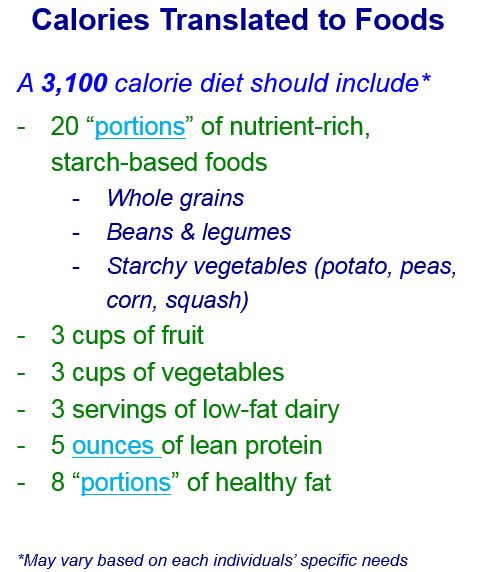 Calories Translated to Foods
A 3,100 calorie diet should include*
- 20 “portions” of nutrient-rich,
starch-based foods
- Whole grains
- Beans & legumes
- Starchy vegetables (potato, peas,
corn, squash)
- 3 cups of fruit
- 3 cups of vegetables
- 3 servings of low-fat dairy
- 5 ounces of lean protein
- 8 “portions” of healthy fat
*May vary based on each individuals’ specific needs